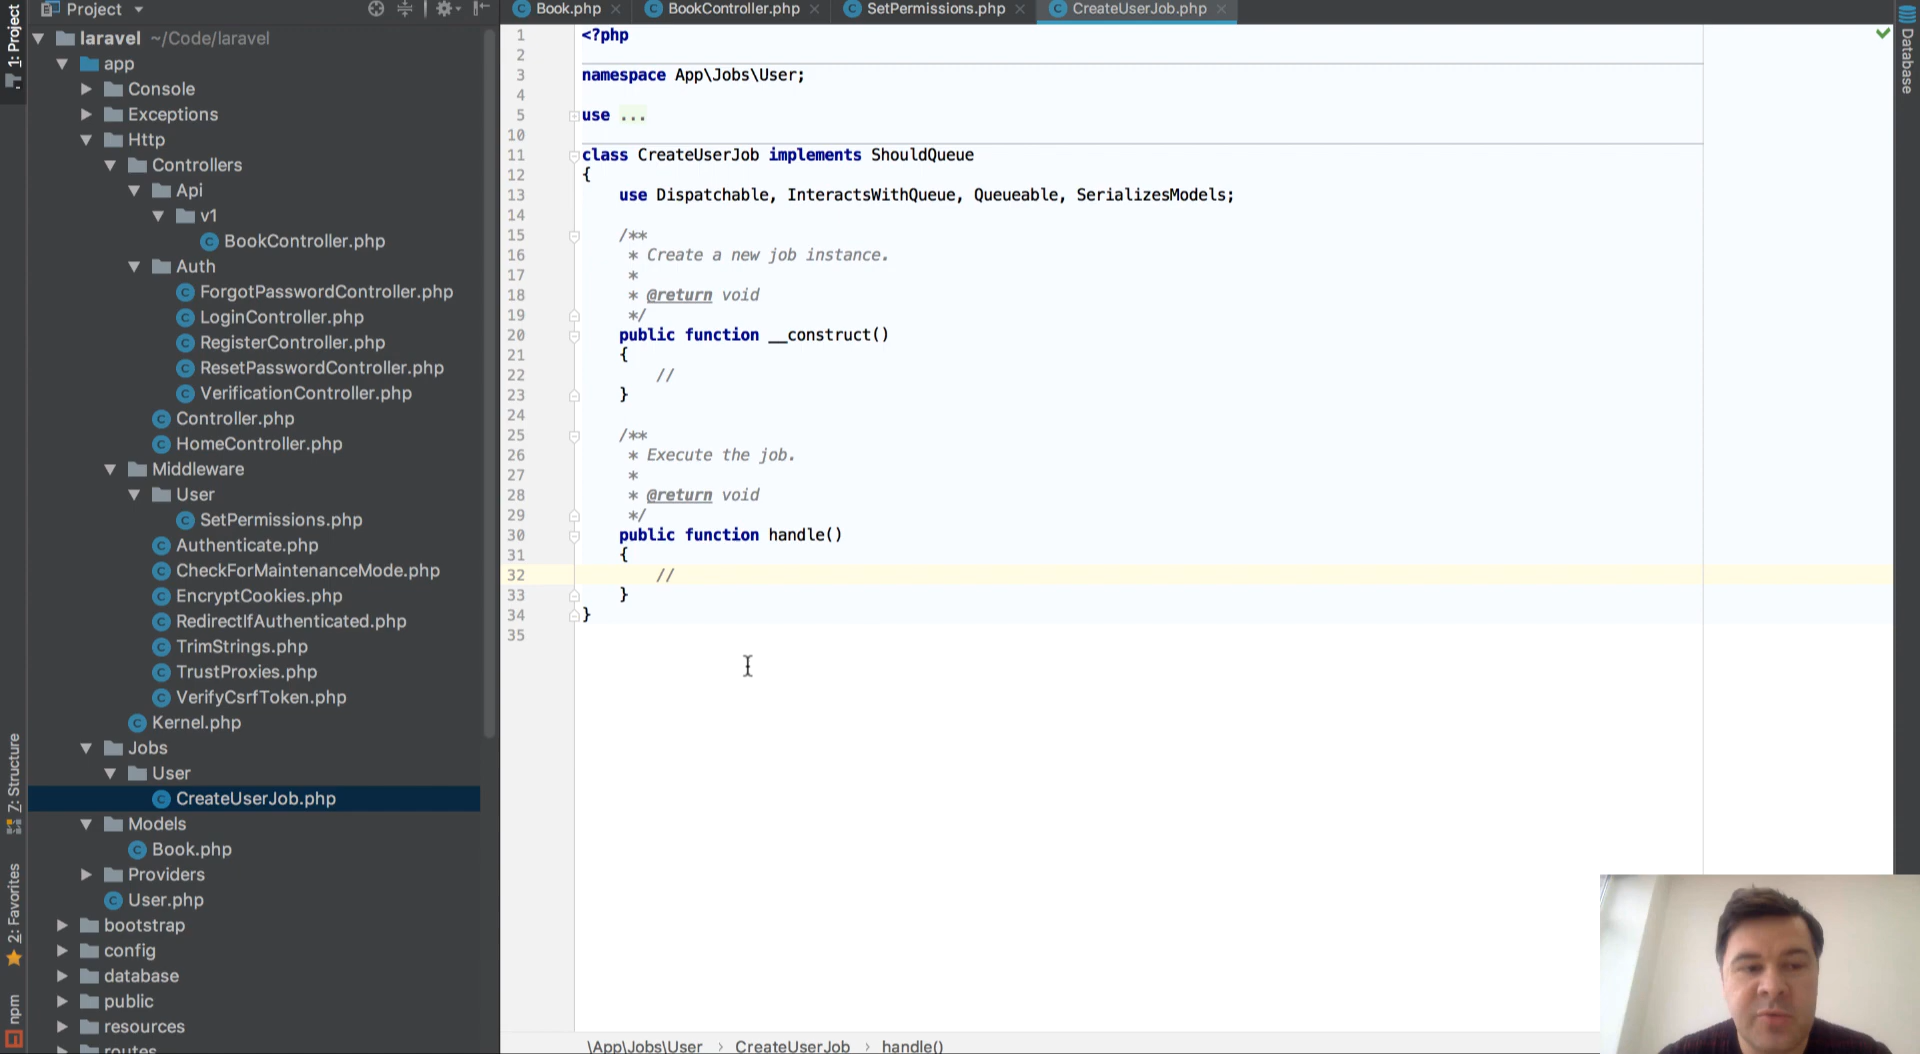 Project
Book.php
BookController.php
SetPermissions.php
CreateUserJob.php
1: Project
7: Structure
2: Favorites
npm
laravel ~/Code/laravel
app
Console
Exceptions
Http
Controllers
Api
v1
BookController.php
Auth
ForgotPasswordController.php
LoginController.php
RegisterController.php
ResetPasswordController.php
VerificationController.php
Controller.php
HomeController.php
Middleware
User
SetPermissions.php
Authenticate.php
CheckForMaintenanceMode.php
EncryptCookies.php
RedirectIfAuthenticated.php
TrimStrings.php
TrustProxies.php
VerifyCsrfToken.php
Kernel.php
Jobs
User
CreateUserJob.php
Models
Book.php
Providers
User.php
bootstrap
config
database
public
resources
routes
1 <?php
2
3 namespace App\Jobs\User;
4
5 use ...
10
11 class CreateUserJob implements ShouldQueue
12 {
13 use Dispatchable, InteractsWithQueue, Queueable, SerializesModels;
14
15 /**
16 * Create a new job instance.
17 *
18 * @return void
19 */
20 public function __construct()
21 {
22 //
23 }
24
25 /**
26 * Execute the job.
27 *
28 * @return void
29 */
30 public function handle()
31 {
32 //
33 }
34 }
35
\App\Jobs\User › CreateUserJob › handle()
Database